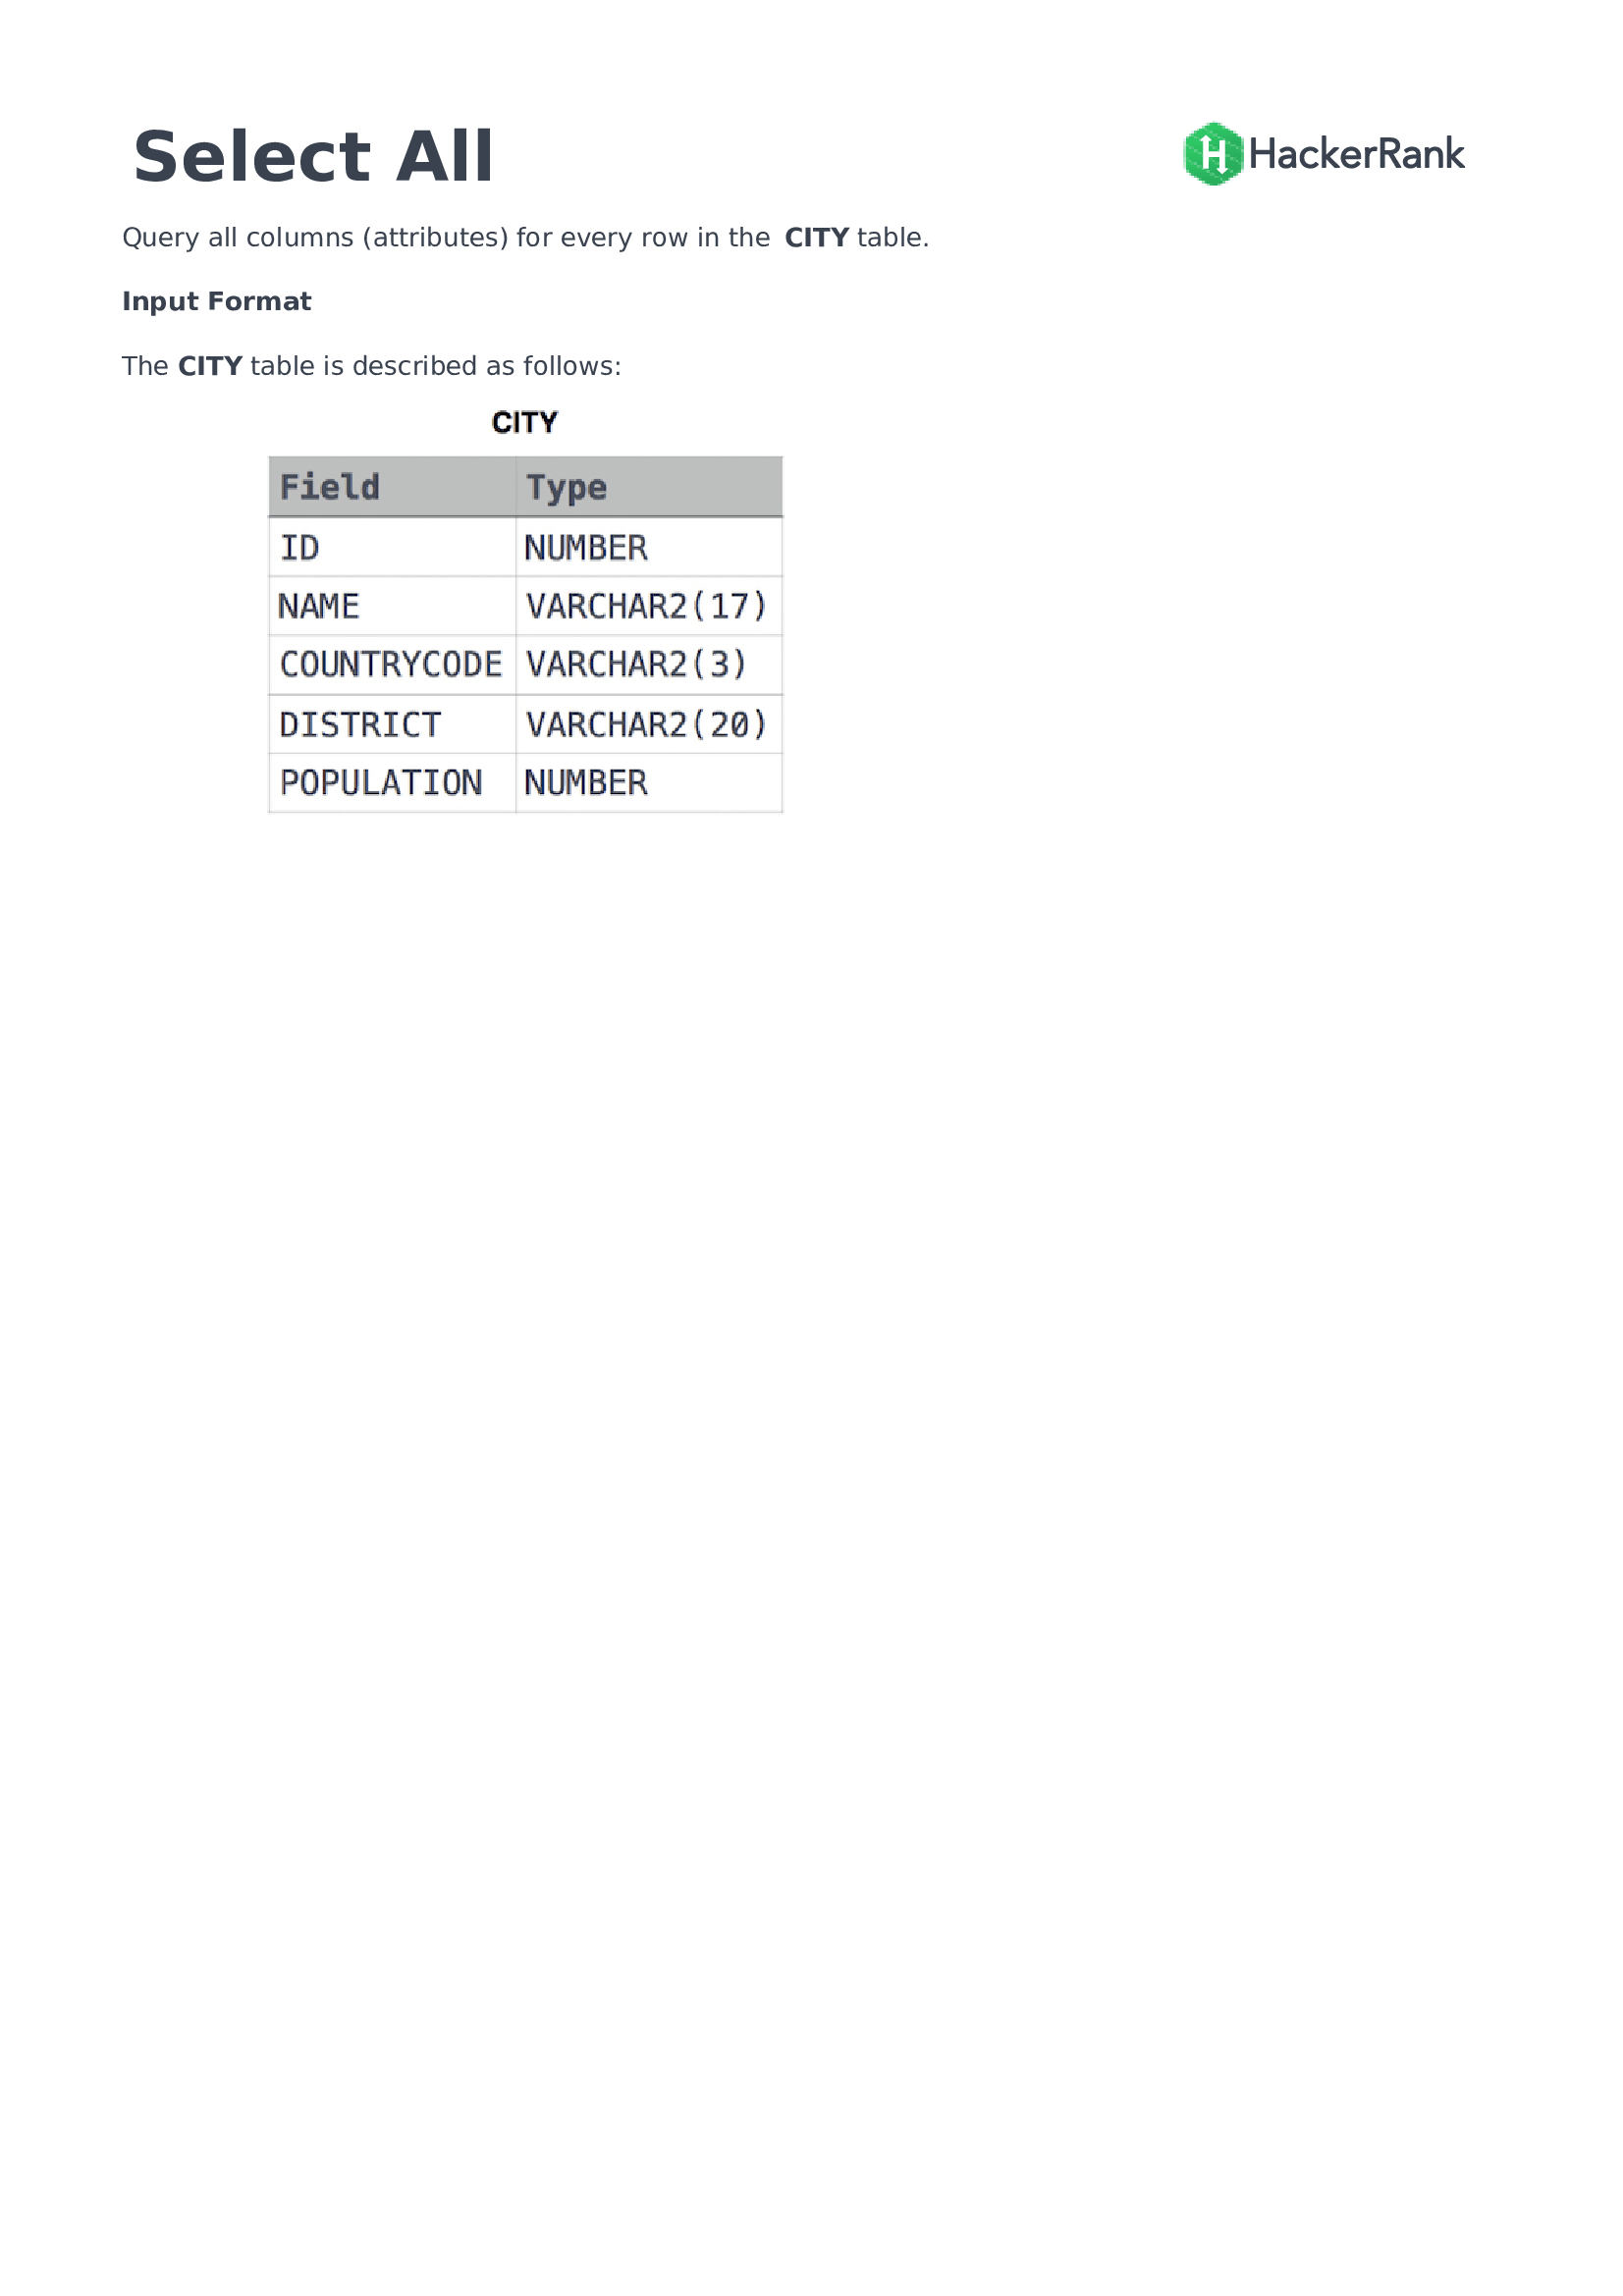 Select All
HackerRank
Query all columns (attributes) for every row in the CITY table.
Input Format
The CITY table is described as follows:
CITY
Field Type
ID NUMBER
NAME VARCHAR2(17)
COUNTRYCODE VARCHAR2(3)
DISTRICT VARCHAR2(20)
POPULATION NUMBER